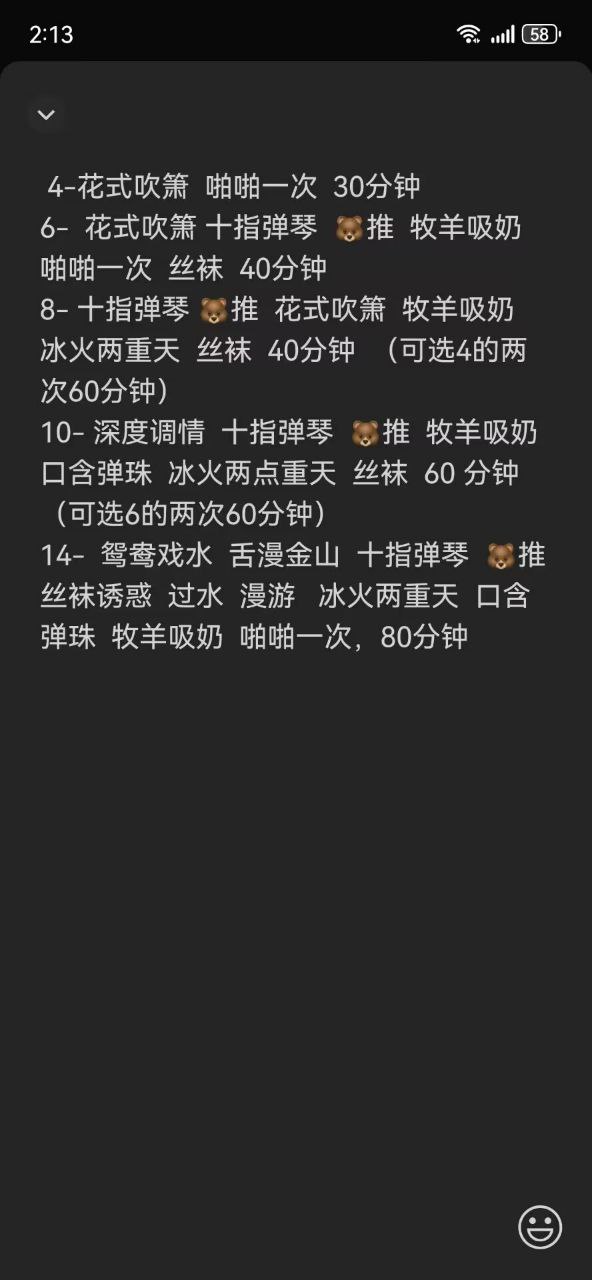 2:13
58
4-花式吹箫 啪啪一次 30分钟
6- 花式吹箫 十指弹琴 🐻推 牧羊吸奶
啪啪一次 丝袜 40分钟
8- 十指弹琴 🐻推 花式吹箫 牧羊吸奶
冰火两重天 丝袜 40分钟 （可选4的两
次60分钟）
10- 深度调情 十指弹琴 🐻推 牧羊吸奶
口含弹珠 冰火两点重天 丝袜 60 分钟
（可选6的两次60分钟）
14- 鸳鸯戏水 舌漫金山 十指弹琴 🐻推
丝袜诱惑 过水 漫游 冰火两重天 口含
弹珠 牧羊吸奶 啪啪一次，80分钟